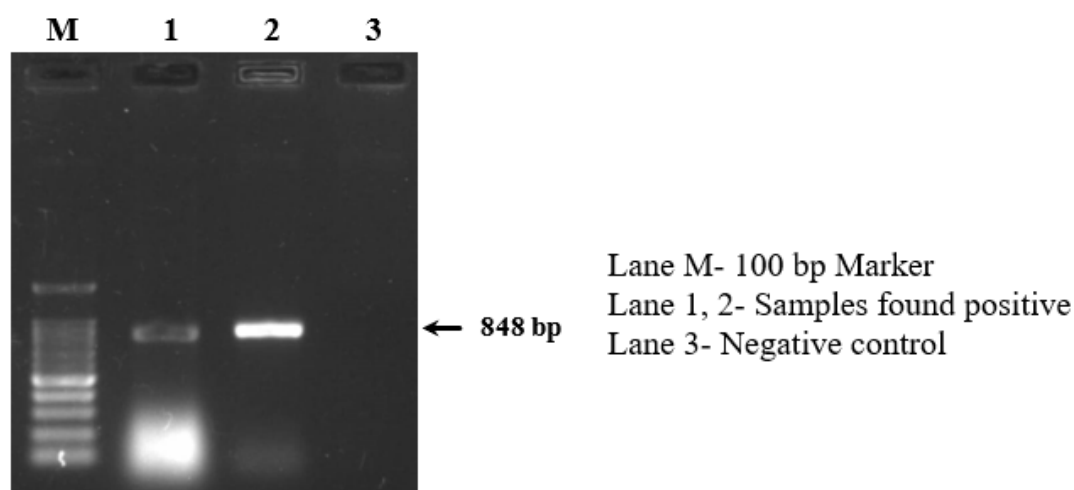 M 1 2 3
848 bp
Lane M- 100 bp Marker
Lane 1, 2- Samples found positive
Lane 3- Negative control